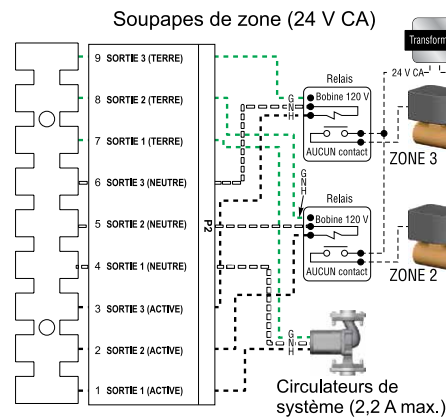 Soupapes de zone (24 V CA)
Transform
9 SORTIE 3 (TERRE)
8 SORTIE 2 (TERRE)
7 SORTIE 1 (TERRE)
6 SORTIE 3 (NEUTRE)
5 SORTIE 2 (NEUTRE)
4 SORTIE 1 (NEUTRE)
3 SORTIE 3 (ACTIVE)
2 SORTIE 2 (ACTIVE)
1 SORTIE 1 (ACTIVE)
P2
Relais
24 V CA
G
N
H
Bobine 120 V
AUCUN contact
ZONE 3
G
N
H
Relais
Bobine 120 V
AUCUN contact
ZONE 2
G
N
H
Circulateurs de
système (2,2 A max.)